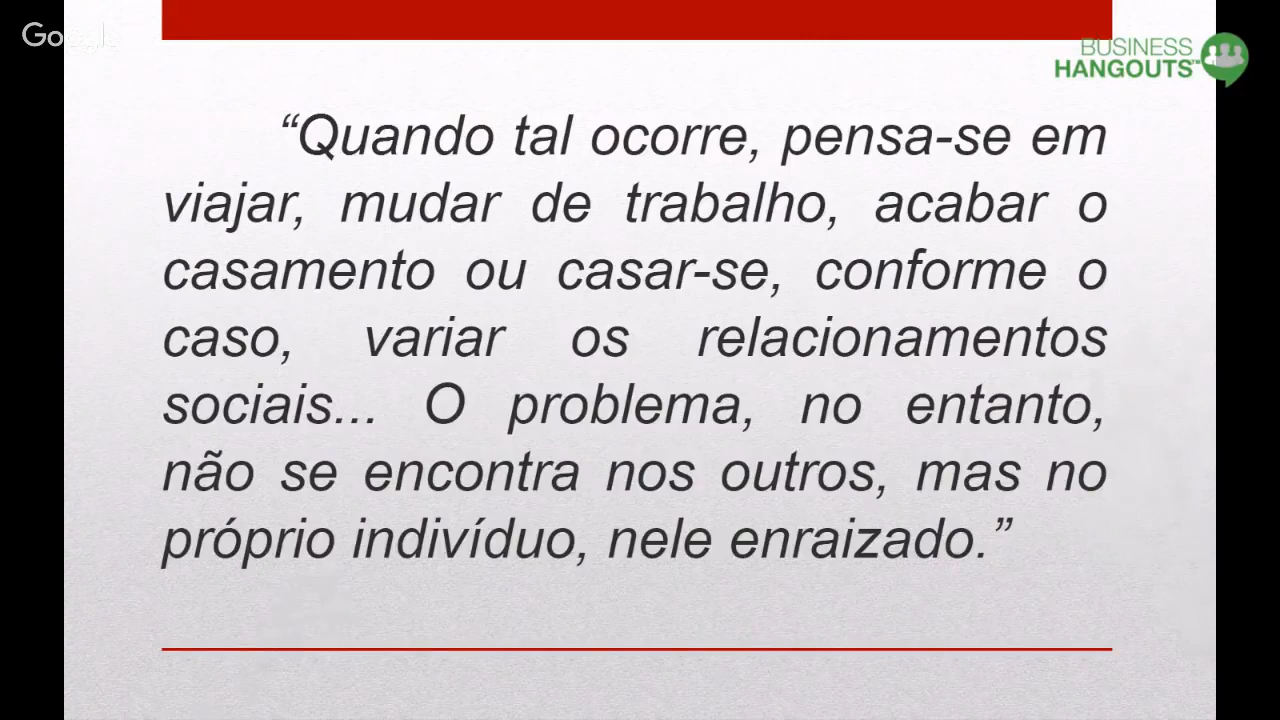 Google
BUSINESS
HANGOUTS™
“Quando tal ocorre, pensa-se em
viajar, mudar de trabalho, acabar o
casamento ou casar-se, conforme o
caso, variar os relacionamentos
sociais... O problema, no entanto,
não se encontra nos outros, mas no
próprio indivíduo, nele enraizado.”